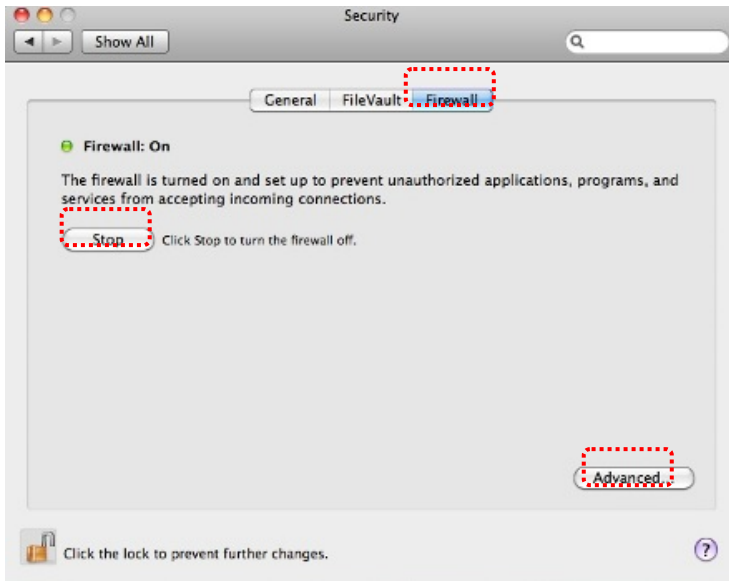 Security
Show All
General FileVault Firewall
Firewall: On
The firewall is turned on and set up to prevent unauthorized applications, programs, and
services from accepting incoming connections.
Stop Click Stop to turn the firewall off.
Advanced...
Click the lock to prevent further changes.
?